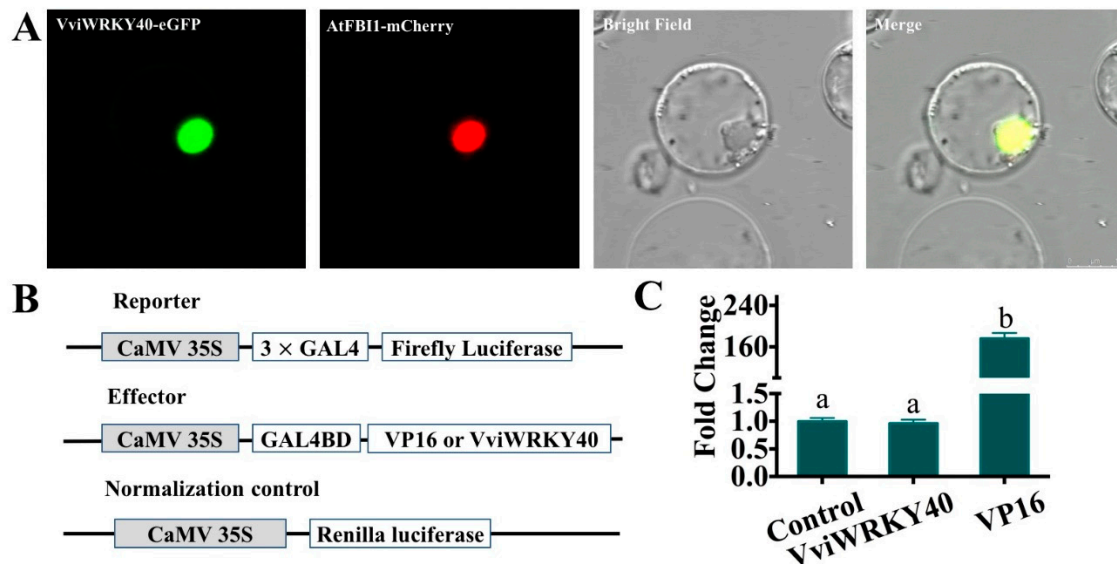 A
VviWRKY40-eGFP
AtFBI1-mCherry
Bright Field
Merge
B
Reporter
CaMV 35S
3 × GAL4
Firefly Luciferase
Effector
CaMV 35S
GAL4BD
VP16 or VviWRKY40
Normalization control
CaMV 35S
Renilla luciferase
C
Fold Change
240
160
1.5
1.0
0.5
0.0
a
a
b
Control
VviWRKY40
VP16